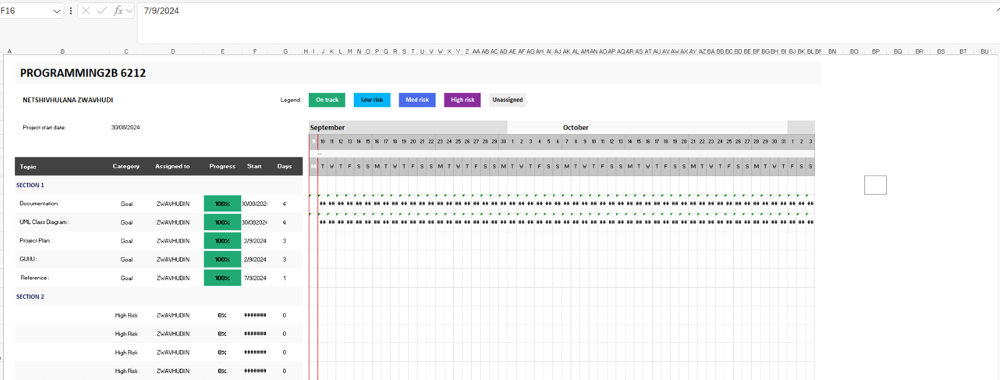 F16 fx 7/9/2024
A B C D E F G H I J K L M N O P Q R S T U V W X Y Z AA AB AC AD AE AF AG AH AI AJ AK AL AM AN AO AP AQ AR AS AT AU AV AW AX AY AZ BA BB BC BD BE BF BG BH BI BJ BK BL BM BN BO BP BQ BR BS BT BU
PROGRAMMING2B 6212
NETSHIVHULANA ZWAVHUDI Legend: On track Low risk Med risk High risk Unassigned
Project start date: 30/08/2024 September October
9 10 11 12 13 14 15 16 17 18 19 20 21 22 23 24 25 26 27 28 29 30 1 2 3 4 5 6 7 8 9 10 11 12 13 14 15 16 17 18 19 20 21 22 23 24 25 26 27 28 29 30 31 1 2 3
Topic Category Assigned to Progress Start Days M T W T F S S M T W T F S S M T W T F S S M T W T F S S M T W T F S S M T W T F S S M T W T F S S M T W T F S S
SECTION 1
Documentation: Goal ZWAVHUDIN 100% 30/08/202 4 ## ## ## ## ## ## ## ## ## ## ## ## ## ## ## ## ## ## ## ## ## ## ## ## ## ## ## ## ## ## ## ## ## ## ## ## ## ## ## ## ## ## ## ## ## ## ## ## ## ## ## ## ## ## ##
UML Class Diagram : Goal ZWAVHUDIN 100% 30/082024 4 ## ## ## ## ## ## ## ## ## ## ## ## ## ## ## ## ## ## ## ## ## ## ## ## ## ## ## ## ## ## ## ## ## ## ## ## ## ## ## ## ## ## ## ## ## ## ## ## ## ## ## ## ## ## ##
Project Plan : Goal ZWAVHUDIN 100% 2/9/2024 3
GUI/U : Goal ZWAVHUDIN 100% 2/9/2024 3
Reference : Goal ZWAVHUDIN 100% 7/9/2024 1
SECTION 2
High Risk ZWAVHUDIN 0% ####### 0
High Risk ZWAVHUDIN 0% ####### 0
High Risk ZWAVHUDIN 0% ####### 0
High Risk ZWAVHUDIN 0% ####### 0